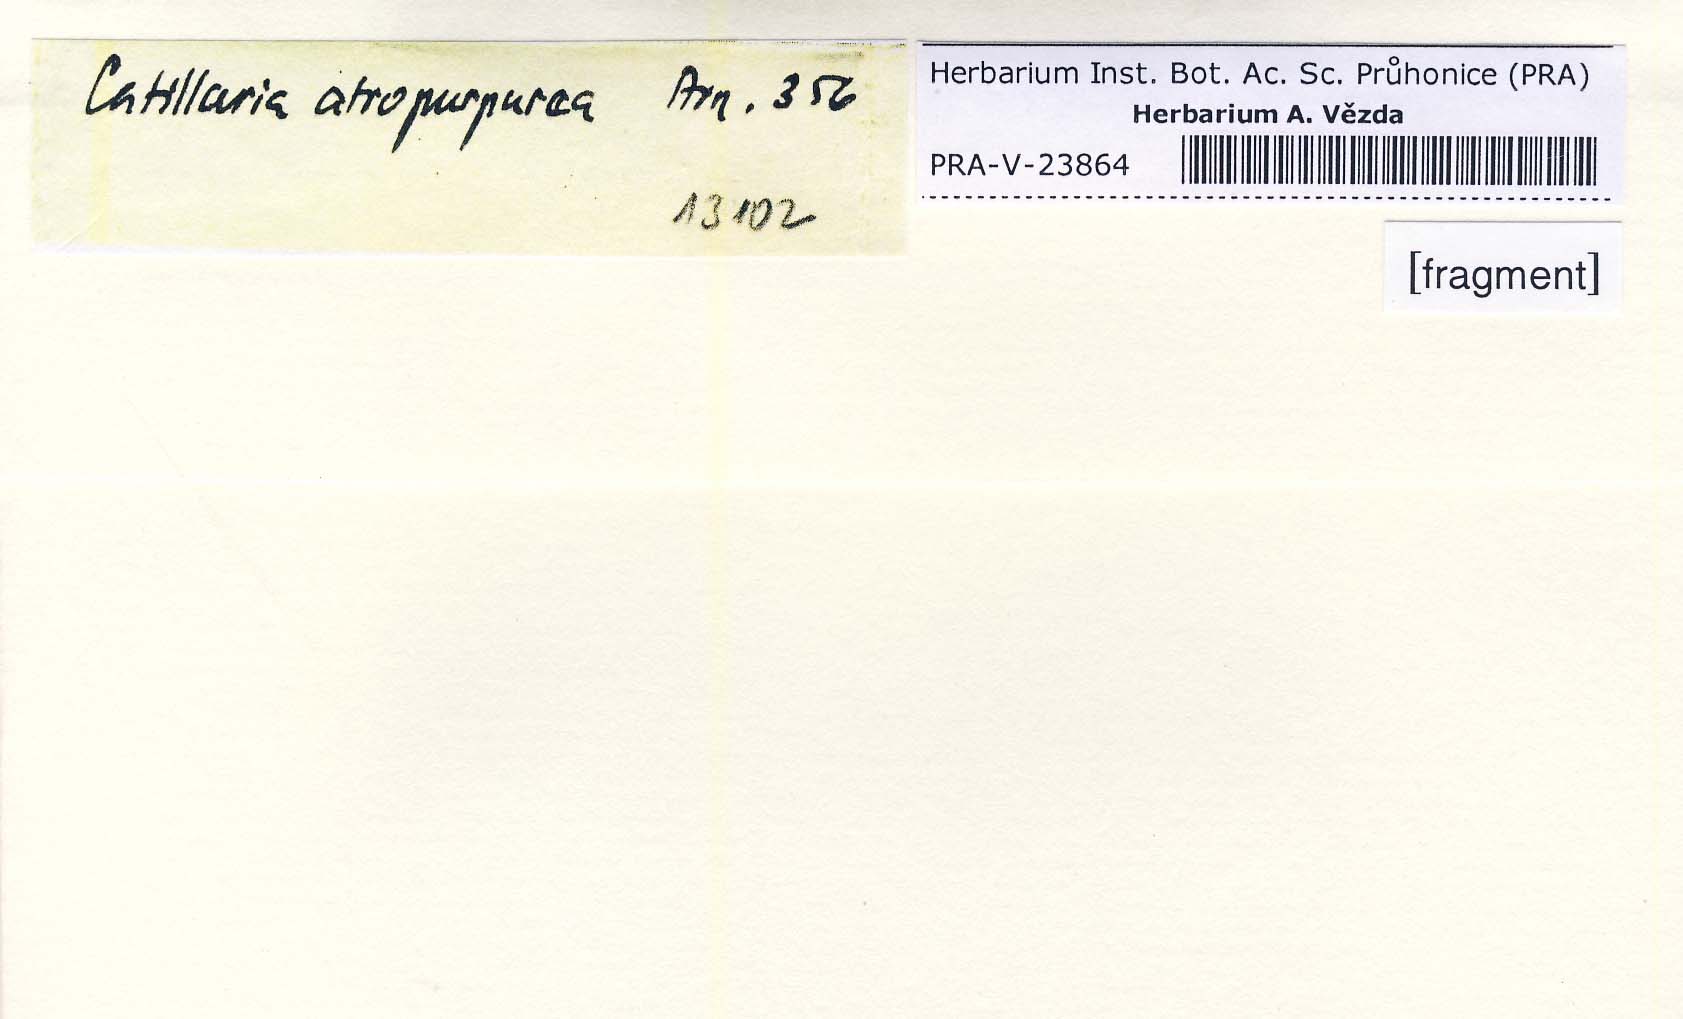 Catillaria atropurpurea Arn. 356
13102
Herbarium Inst. Bot. Ac. Sc. Průhonice (PRA)
Herbarium A. Vězda
PRA-V-23864
[fragment]